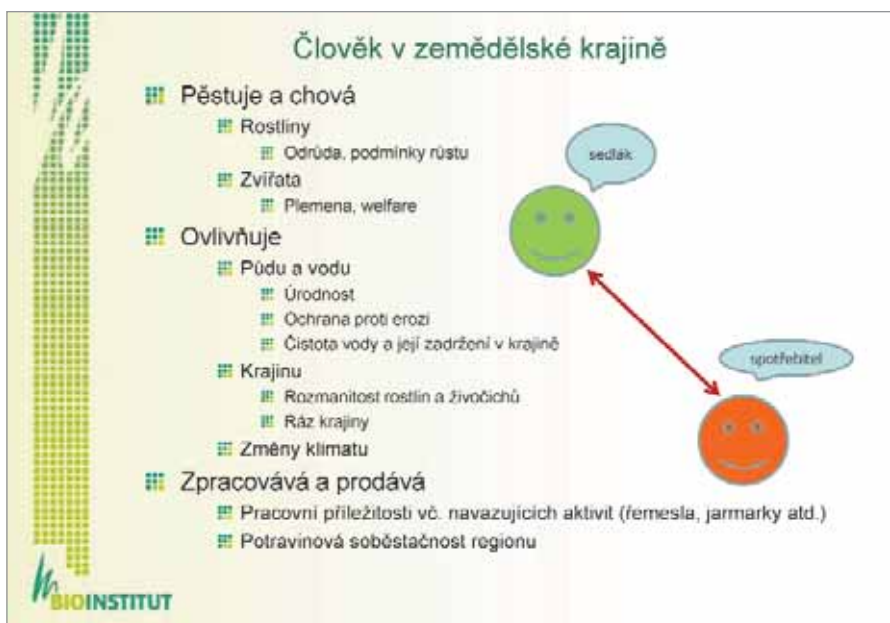 Člověk v zemědělské krajině
Pěstuje a chová
Rostliny
Odrůda, podmínky růstu
Zvířata
Plemena, welfare
Ovlivňuje
Půdu a vodu
Úrodnost
Ochrana proti erozi
Čistota vody a její zadržení v krajině
Krajinu
Rozmanitost rostlin a živočichů
Ráz krajiny
Změny klimatu
Zpracovává a prodává
Pracovní příležitosti vč. navazujících aktivit (řemesla, jarmarky atd.)
Potravinová soběstačnost regionu
sedlák
spotřebitel
BIOINSTITUT